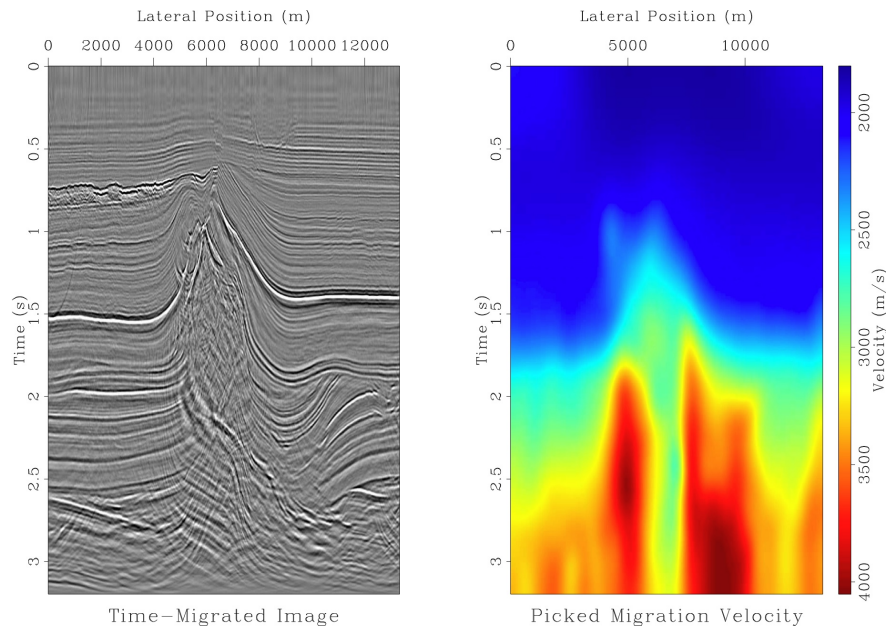 Lateral Position (m)
0 2000 4000 6000 8000 10000 12000
0
0.5
1
1.5
2
2.5
3
Time (s)
Time-Migrated Image
Lateral Position (m)
0 5000 10000
0
0.5
1
1.5
2
2.5
3
Time (s)
Picked Migration Velocity
2000
2500
3000
3500
4000
Velocity (m/s)